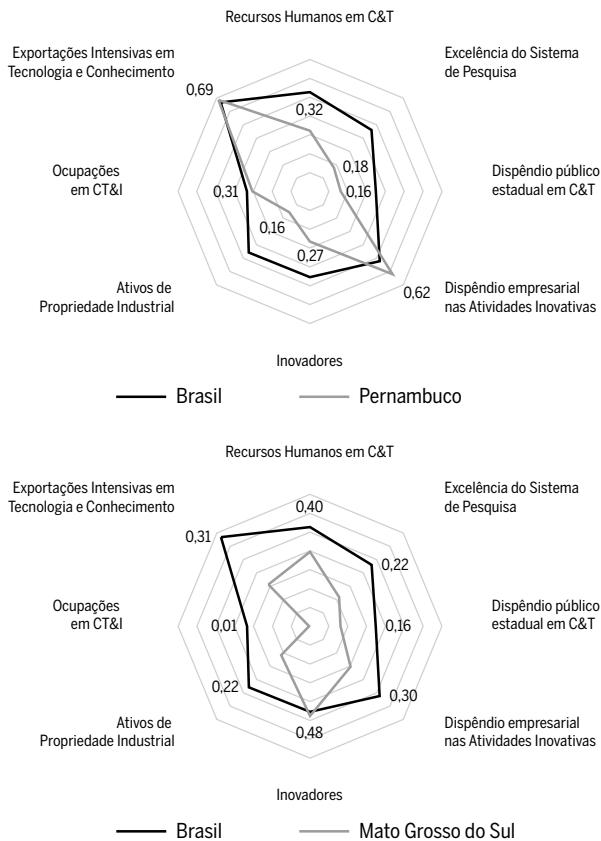 Recursos Humanos em C&T
Exportações Intensivas em
Tecnologia e Conhecimento
Excelência do Sistema
de Pesquisa
0,69
0,32
0,18
Ocupações
em CT&I
0,31
0,16
Dispêndio público
estadual em C&T
0,16
0,27
Ativos de
Propriedade Industrial
0,62
Dispêndio empresarial
nas Atividades Inovativas
Inovadores
Brasil
Pernambuco
Recursos Humanos em C&T
Exportações Intensivas em
Tecnologia e Conhecimento
Excelência do Sistema
de Pesquisa
0,40
0,31
0,22
Ocupações
em CT&I
0,01
0,16
Dispêndio público
estadual em C&T
0,22
0,30
Ativos de
Propriedade Industrial
0,48
Dispêndio empresarial
nas Atividades Inovativas
Inovadores
Brasil
Mato Grosso do Sul